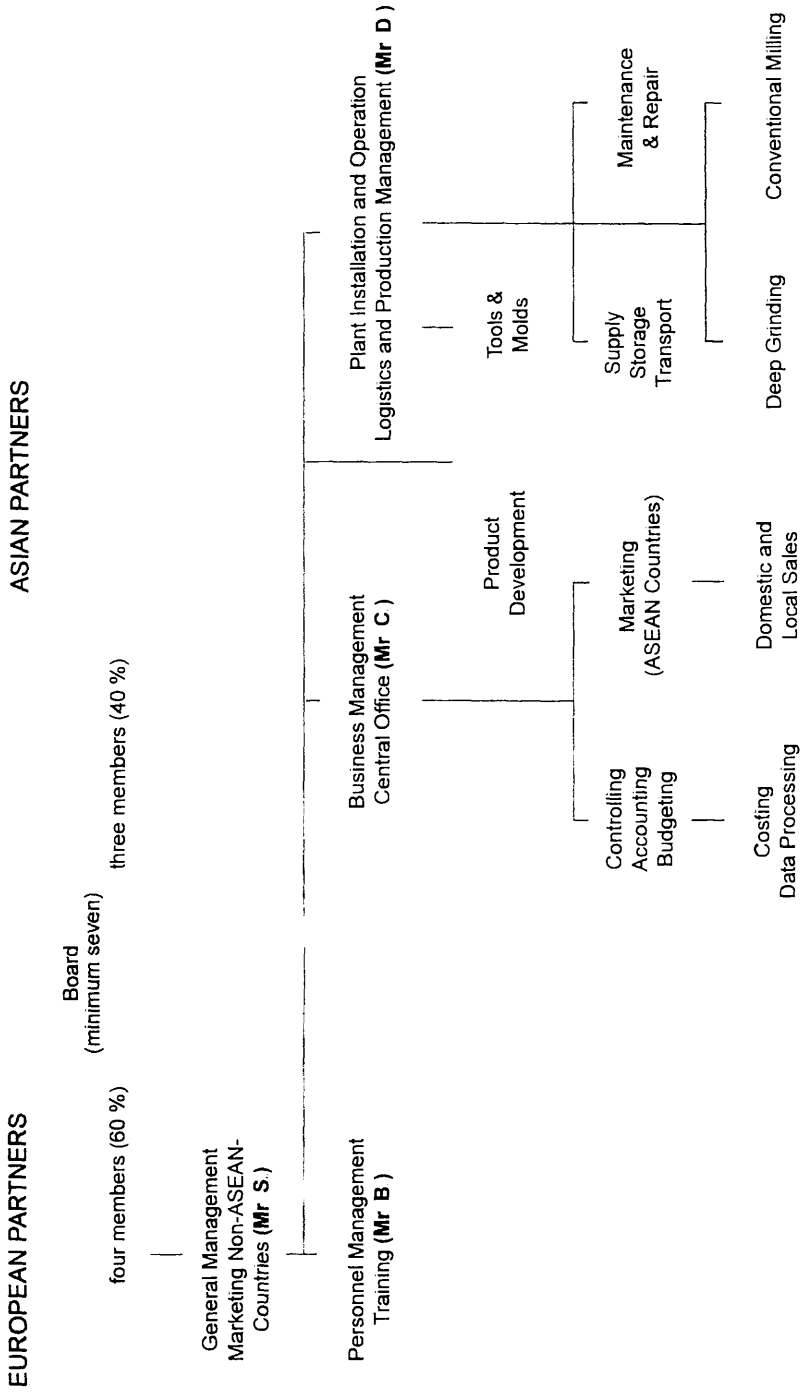 EUROPEAN PARTNERS
ASIAN PARTNERS
Board
(minimum seven)
four members (60 %)
three members (40 %)
General Management
Marketing Non-ASEAN-
Countries (Mr S.)
Personnel Management
Training (Mr B )
Business Management
Central Office (Mr C.)
Plant Installation and Operation
Logistics and Production Management (Mr D )
Product
Development
Tools &
Molds
Controlling
Accounting
Budgeting
Marketing
(ASEAN Countries)
Supply
Storage
Transport
Maintenance
& Repair
Costing
Data Processing
Domestic and
Local Sales
Deep Grinding
Conventional Milling